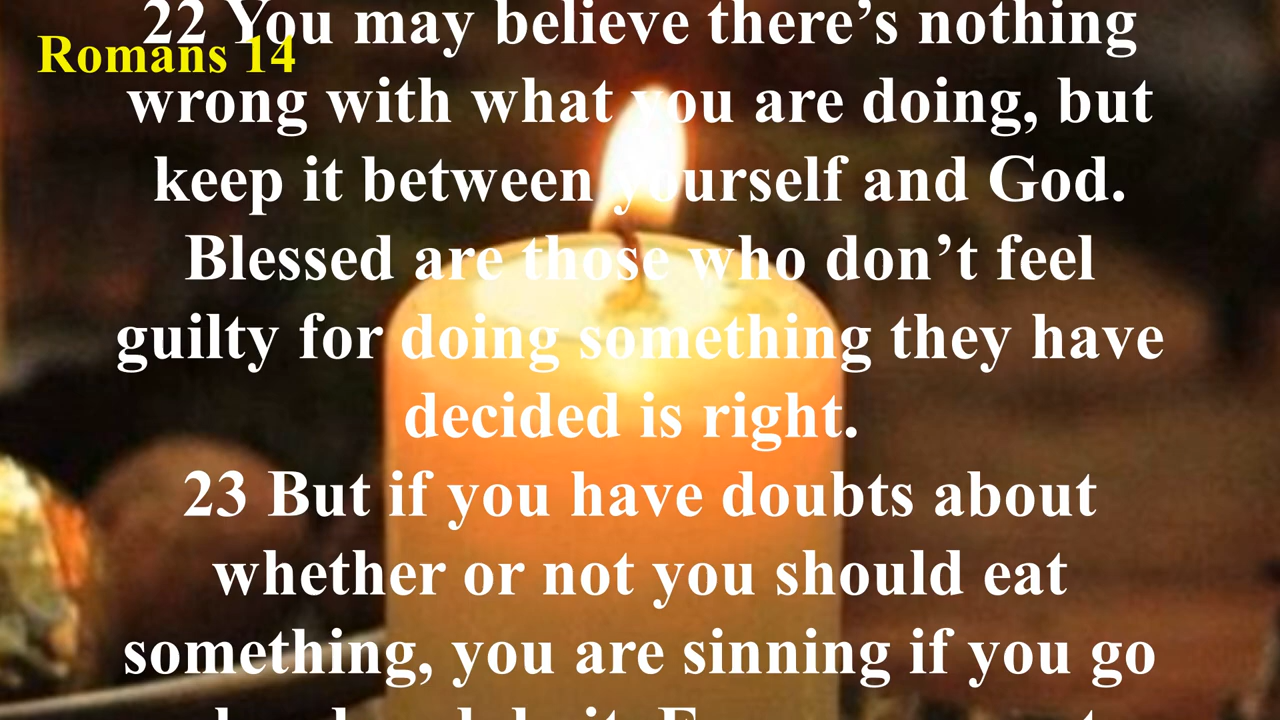 22 You may believe there’s nothing
Romans 14
wrong with what you are doing, but
keep it between yourself and God.
Blessed are those who don’t feel
guilty for doing something they have
decided is right.
23 But if you have doubts about
whether or not you should eat
something, you are sinning if you go